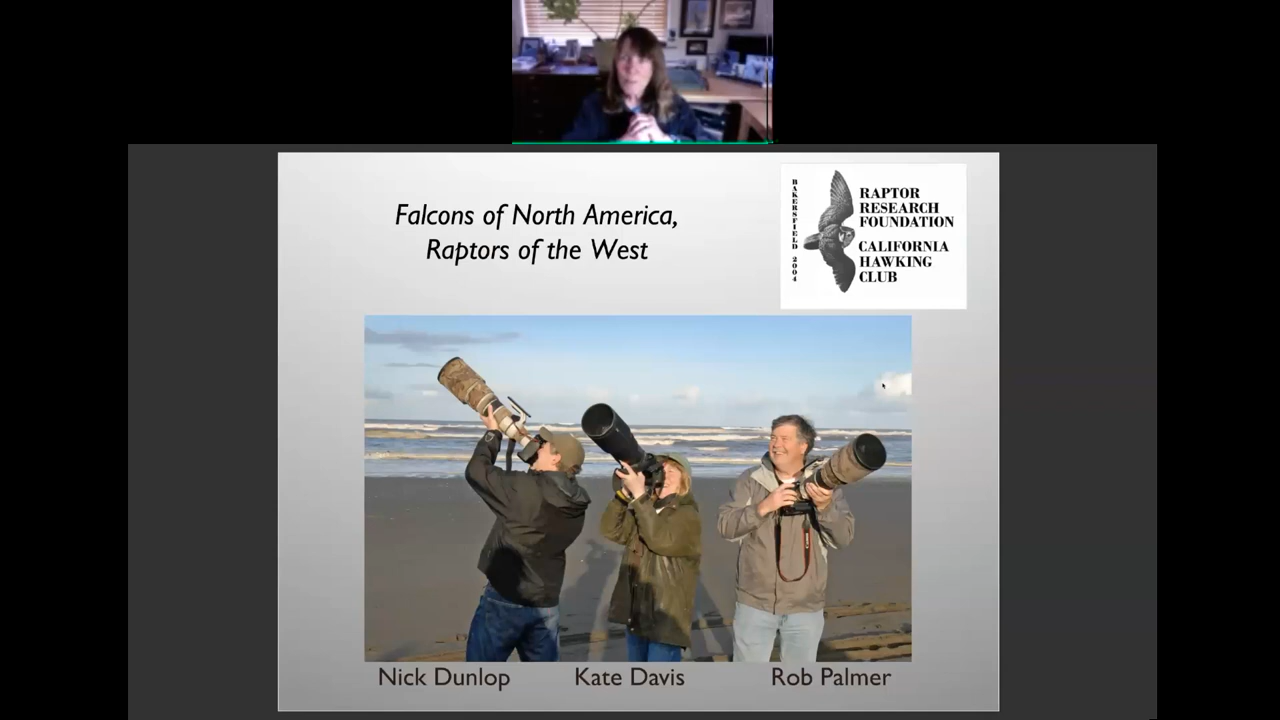 Falcons of North America,
Raptors of the West
BAKERSFIELD 2004
RAPTOR
RESEARCH
FOUNDATION
CALIFORNIA
HAWKING
CLUB
Nick Dunlop
Kate Davis
Rob Palmer